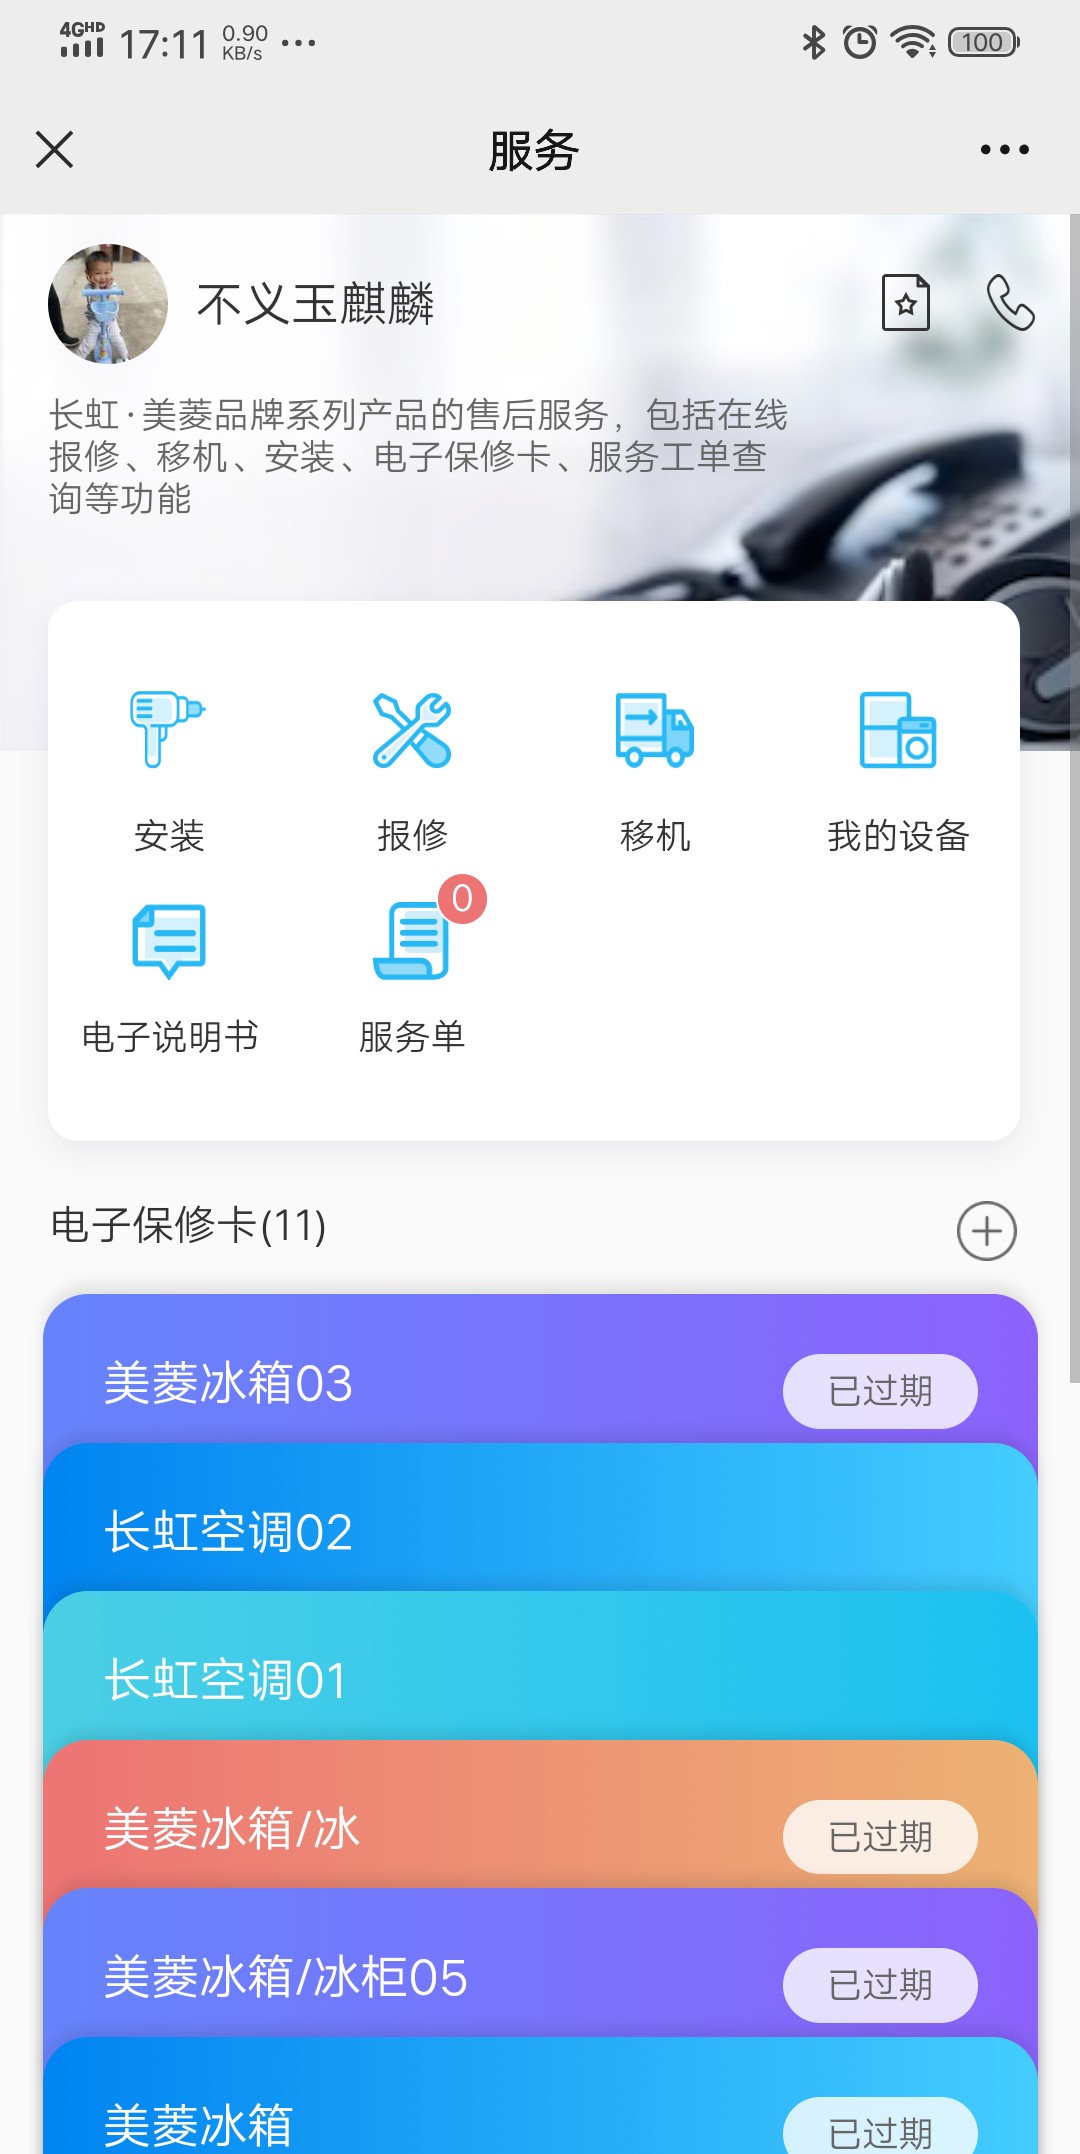 4GHD 17:11 0.90 KB/s ... 100
服务
不义玉麒麟
长虹·美菱品牌系列产品的售后服务，包括在线
报修、移机、安装、电子保修卡、服务工单查
询等功能
安装 报修 移机 我的设备
0
电子说明书 服务单
电子保修卡(11)
美菱冰箱03 已过期
长虹空调02
长虹空调01
美菱冰箱/冰 已过期
美菱冰箱/冰柜05 已过期
美菱冰箱 已过期